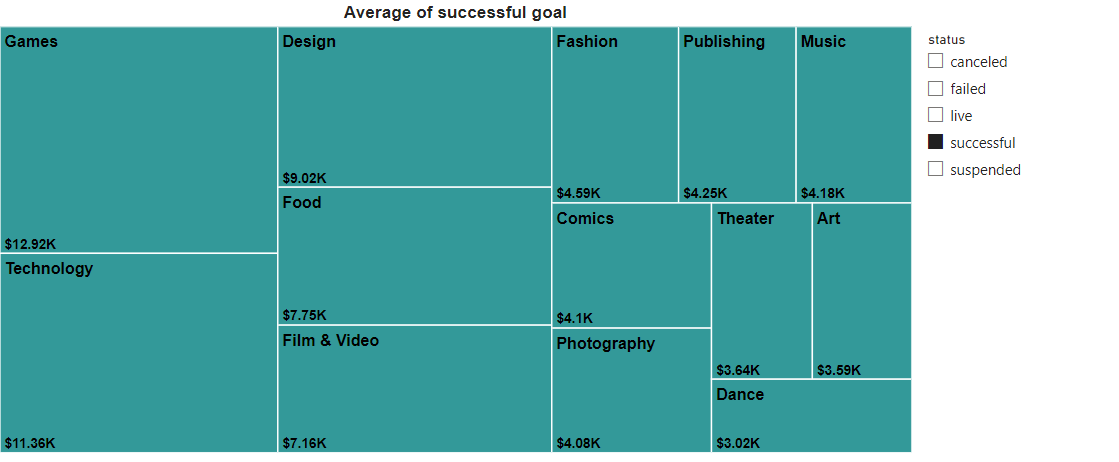 Average of successful goal
Games
$12.92K
Technology
$11.36K
Design
$9.02K
Food
$7.75K
Film & Video
$7.16K
Fashion
$4.59K
Publishing
$4.25K
Music
$4.18K
Comics
$4.1K
Photography
$4.08K
Theater
$3.64K
Art
$3.59K
Dance
$3.02K
status
canceled
failed
live
successful
suspended